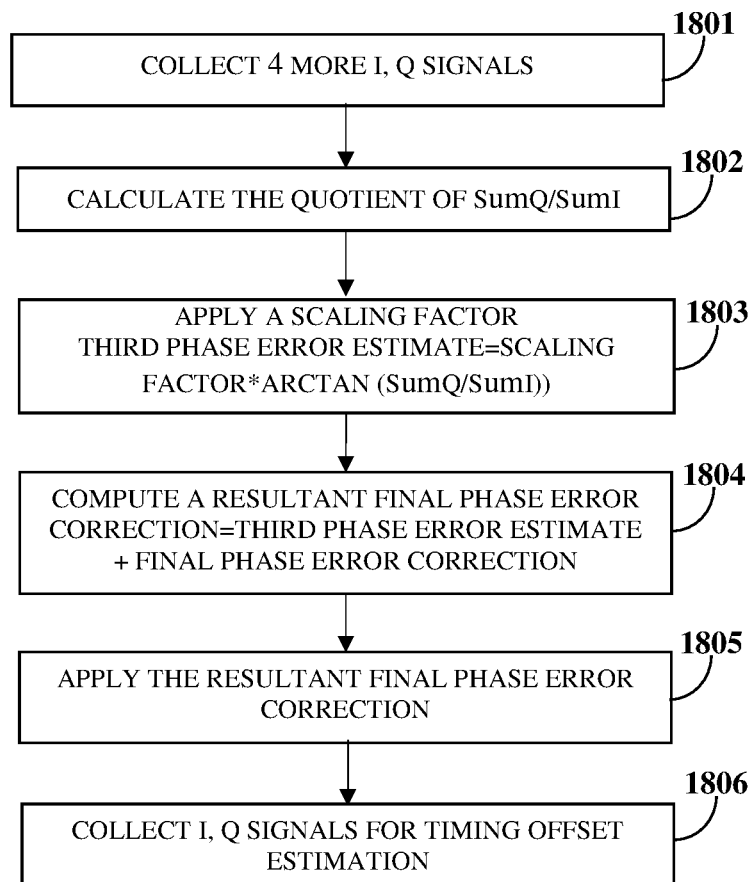 1801
COLLECT 4 MORE I, Q SIGNALS
1802
CALCULATE THE QUOTIENT OF SumQ/SumI
1803
APPLY A SCALING FACTOR
THIRD PHASE ERROR ESTIMATE=SCALING
FACTOR*ARCTAN (SumQ/SumI))
1804
COMPUTE A RESULTANT FINAL PHASE ERROR
CORRECTION=THIRD PHASE ERROR ESTIMATE
+ FINAL PHASE ERROR CORRECTION
1805
APPLY THE RESULTANT FINAL PHASE ERROR
CORRECTION
1806
COLLECT I, Q SIGNALS FOR TIMING OFFSET
ESTIMATION